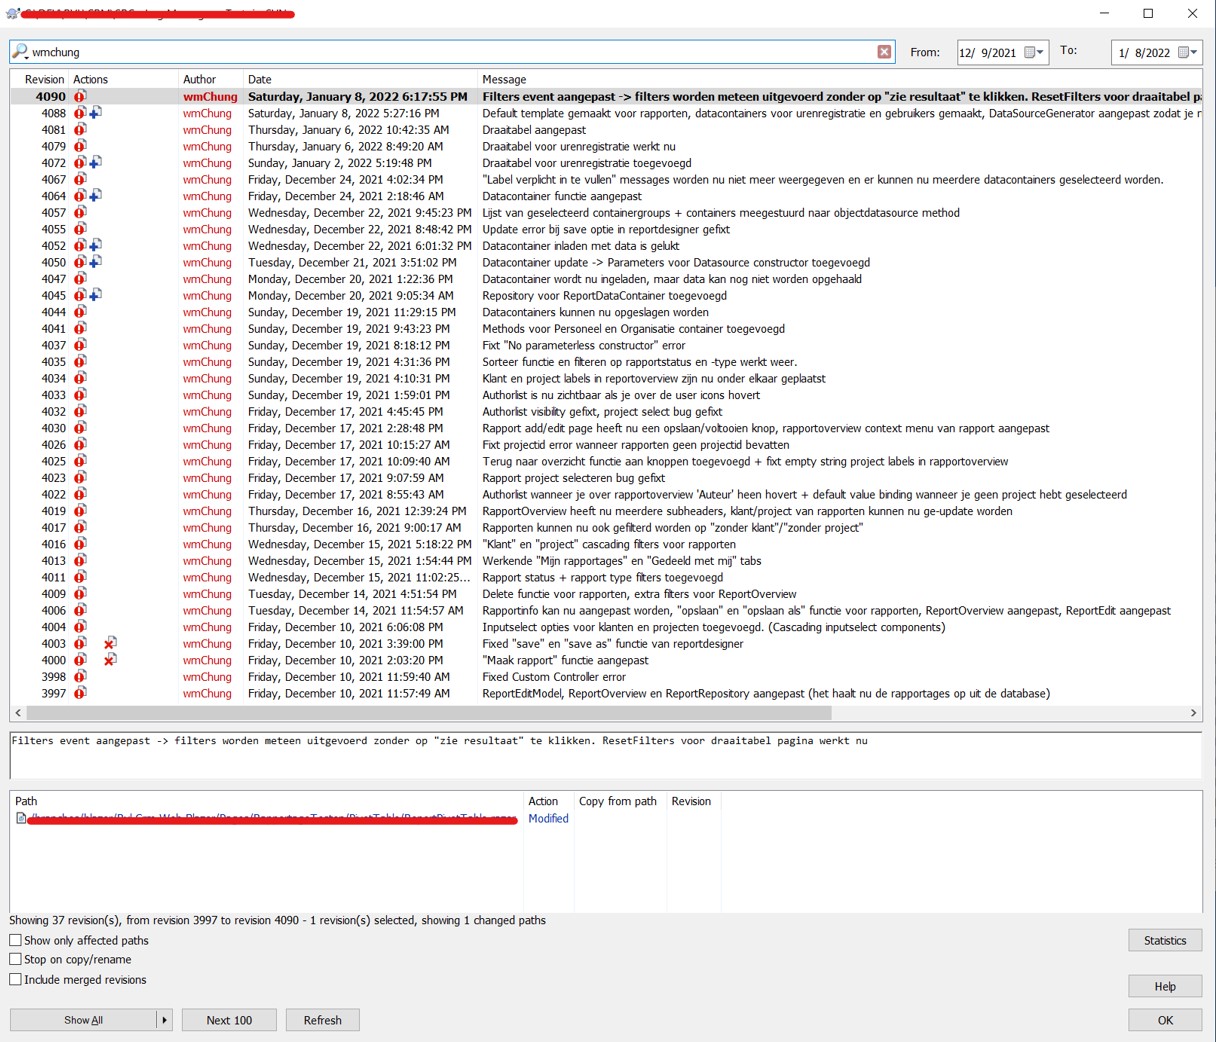 wmchung
From: 12/ 9/2021 To: 1/ 8/2022
Revision Actions Author Date Message
4090 wmChung Saturday, January 8, 2022 6:17:55 PM Filters event aangepast -> filters worden meteen uitgevoerd zonder op "zie resultaat" te klikken. ResetFilters voor draaitabel
4088 wmChung Saturday, January 8, 2022 5:27:16 PM Default template gemaakt voor rapporten, datacontainers voor urenregistratie en gebruikers gemaakt, DataSourceGenerator aangepast zodat je
4081 wmChung Thursday, January 6, 2022 10:42:35 AM Draaitabel aangepast
4079 wmChung Thursday, January 6, 2022 8:49:20 AM Draaitabel voor urenregistratie werkt nu
4072 wmChung Sunday, January 2, 2022 5:19:48 PM Draaitabel voor urenregistratie toegevoegd
4067 wmChung Friday, December 24, 2021 4:02:34 PM "Label verplicht in te vullen" messages worden nu niet meer weergegeven en er kunnen nu meerdere datacontainers geselecteerd worden.
4064 wmChung Friday, December 24, 2021 2:18:46 AM Datacontainer functie aangepast
4057 wmChung Wednesday, December 22, 2021 9:45:23 PM Lijst van geselecteerd containergroups + containers meegestuurd naar objectdatasource method
4055 wmChung Wednesday, December 22, 2021 8:48:42 PM Update error bij save optie in reportdesigner gefixt
4052 wmChung Wednesday, December 22, 2021 6:01:32 PM Datacontainer inladen met data is gelukt
4050 wmChung Tuesday, December 21, 2021 3:51:02 PM Datacontainer update -> Parameters voor Datasource constructor toegevoegd
4047 wmChung Monday, December 20, 2021 1:22:36 PM Datacontainer wordt nu ingeladen, maar data kan nog niet worden opgehaald
4045 wmChung Monday, December 20, 2021 9:05:34 AM Repository voor ReportDataContainer toegevoegd
4044 wmChung Sunday, December 19, 2021 11:29:15 PM Datacontainers kunnen nu opgeslagen worden
4041 wmChung Sunday, December 19, 2021 9:43:23 PM Methods voor Personeel en Organisatie container toegevoegd
4037 wmChung Sunday, December 19, 2021 8:18:12 PM Fixt "No parameterless constructor" error
4035 wmChung Sunday, December 19, 2021 4:31:36 PM Sorteer functie en filteren op rapportstatus en -type werkt weer.
4034 wmChung Sunday, December 19, 2021 4:10:31 PM Klant en project labels in reportoverview zijn nu onder elkaar geplaatst
4033 wmChung Sunday, December 19, 2021 1:59:01 PM Authorlist is nu zichtbaar als je over de user icons hovert
4032 wmChung Friday, December 17, 2021 4:45:45 PM Authorlist visibility gefixt, project select bug gefixt
4030 wmChung Friday, December 17, 2021 2:28:48 PM Rapport add/edit page heeft nu een opslaan/voltooien knop, rapportoverview context menu van rapport aangepast
4026 wmChung Friday, December 17, 2021 10:15:27 AM Fixt projectid error wanneer rapporten geen projectid bevatten
4025 wmChung Friday, December 17, 2021 10:09:40 AM Terug naar overzicht functie aan knoppen toegevoegd + fixt empty string project labels in rapportoverview
4023 wmChung Friday, December 17, 2021 9:07:59 AM Rapport project selecteren bug gefixt
4022 wmChung Friday, December 17, 2021 8:55:43 AM Authorlist wanneer je over rapportoverview 'Auteur' heen hovert + default value binding wanneer je geen project hebt geselecteerd
4019 wmChung Thursday, December 16, 2021 12:39:24 PM RapportOverview heeft nu meerdere subheaders, klant/project van rapporten kunnen nu ge-update worden
4017 wmChung Thursday, December 16, 2021 9:00:17 AM Rapporten kunnen nu ook gefilterd worden op "zonder klant"/"zonder project"
4016 wmChung Wednesday, December 15, 2021 5:18:22 PM "Klant" en "project" cascading filters voor rapporten
4013 wmChung Wednesday, December 15, 2021 1:54:44 PM Werkende "Mijn rapportages" en "Gedeeld met mij" tabs
4011 wmChung Wednesday, December 15, 2021 11:02:25... Rapport status + rapport type filters toegevoegd
4009 wmChung Tuesday, December 14, 2021 4:51:54 PM Delete functie voor rapporten, extra filters voor ReportOverview
4006 wmChung Tuesday, December 14, 2021 11:54:57 AM Rapportinfo kan nu aangepast worden, "opslaan" en "opslaan als" functie voor rapporten, ReportOverview aangepast, ReportEdit aangepast
4004 wmChung Friday, December 10, 2021 6:06:08 PM Inputselect opties voor klanten en projecten toegevoegd. (Cascading inputselect components)
4003 wmChung Friday, December 10, 2021 3:39:00 PM Fixed "save" en "save as" functie van reportdesigner
4000 wmChung Friday, December 10, 2021 2:03:20 PM "Maak rapport" functie aangepast
3998 wmChung Friday, December 10, 2021 11:59:40 AM Fixed Custom Controller error
3997 wmChung Friday, December 10, 2021 11:57:49 AM ReportEditModel, ReportOverview en ReportRepository aangepast (het haalt nu de rapportages op uit de database)
Filters event aangepast -> filters worden meteen uitgevoerd zonder op "zie resultaat" te klikken. ResetFilters voor draaitabel pagina werkt nu
Path Action Copy from path Revision
Modified
Showing 37 revision(s), from revision 3997 to revision 4090 - 1 revision(s) selected, showing 1 changed paths
Show only affected paths
Statistics
Stop on copy/rename
Include merged revisions
Help
Show All Next 100 Refresh OK